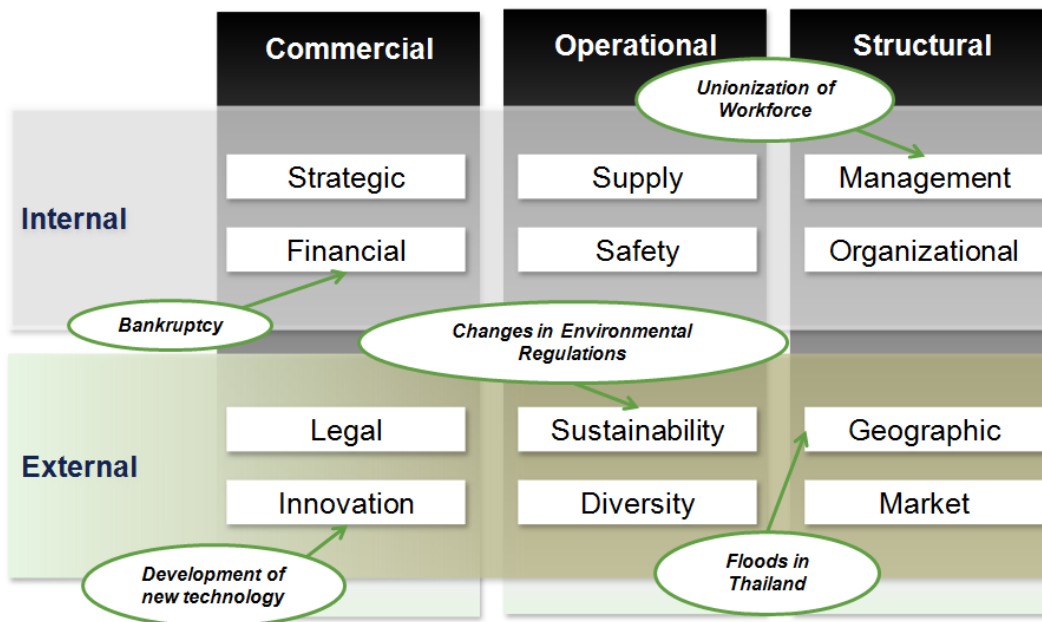 Commercial
Operational
Structural
Unionization of
Workforce
Internal
Strategic
Supply
Management
Financial
Safety
Organizational
Bankruptcy
Changes in Environmental
Regulations
External
Legal
Sustainability
Geographic
Innovation
Diversity
Market
Development of
new technology
Floods in
Thailand